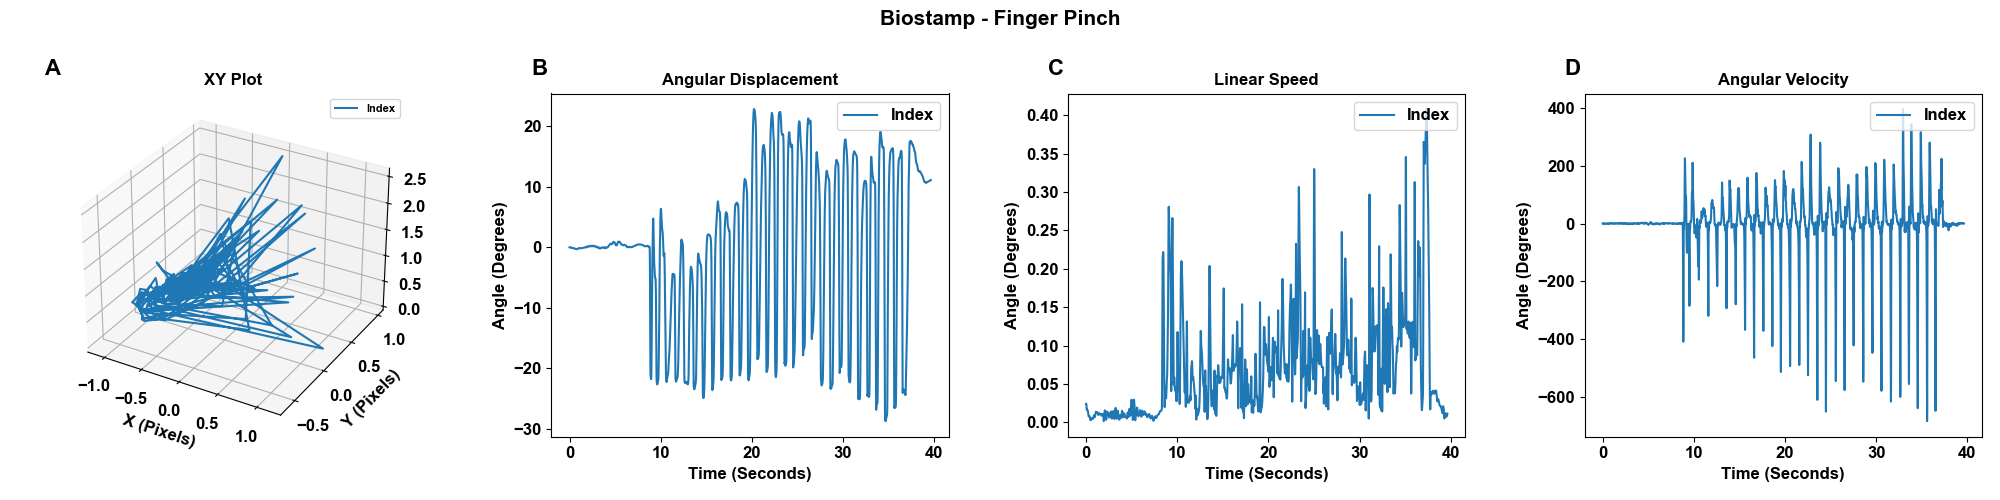 Biostamp - Finger Pinch
A
XY Plot
Index
2.5
2.0
1.5
1.0
0.5
0.0
−1.0
−0.5
0.0
0.5
1.0
X (Pixels)
−0.5
0.0
0.5
1.0
Y (Pixels)
B
Angular Displacement
Index
20
10
0
−10
−20
−30
0 10 20 30 40
Angle (Degrees)
Time (Seconds)
C
Linear Speed
Index
0.40
0.35
0.30
0.25
0.20
0.15
0.10
0.05
0.00
0 10 20 30 40
Angle (Degrees)
Time (Seconds)
D
Angular Velocity
Index
400
200
0
−200
−400
−600
0 10 20 30 40
Angle (Degrees)
Time (Seconds)